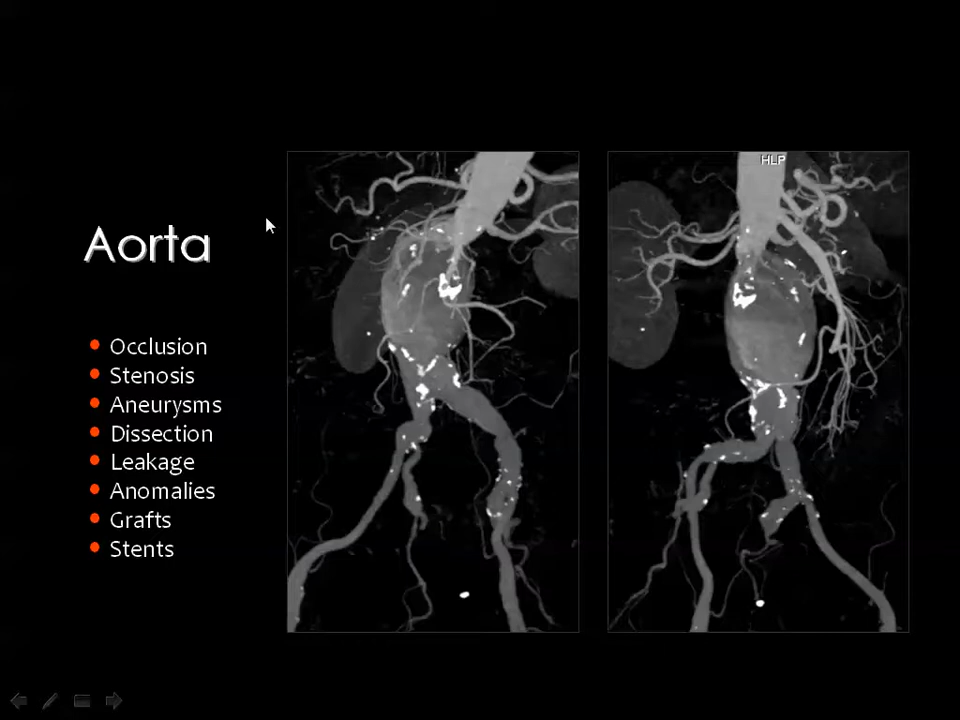 Aorta
Occlusion
Stenosis
Aneurysms
Dissection
Leakage
Anomalies
Grafts
Stents
HLP